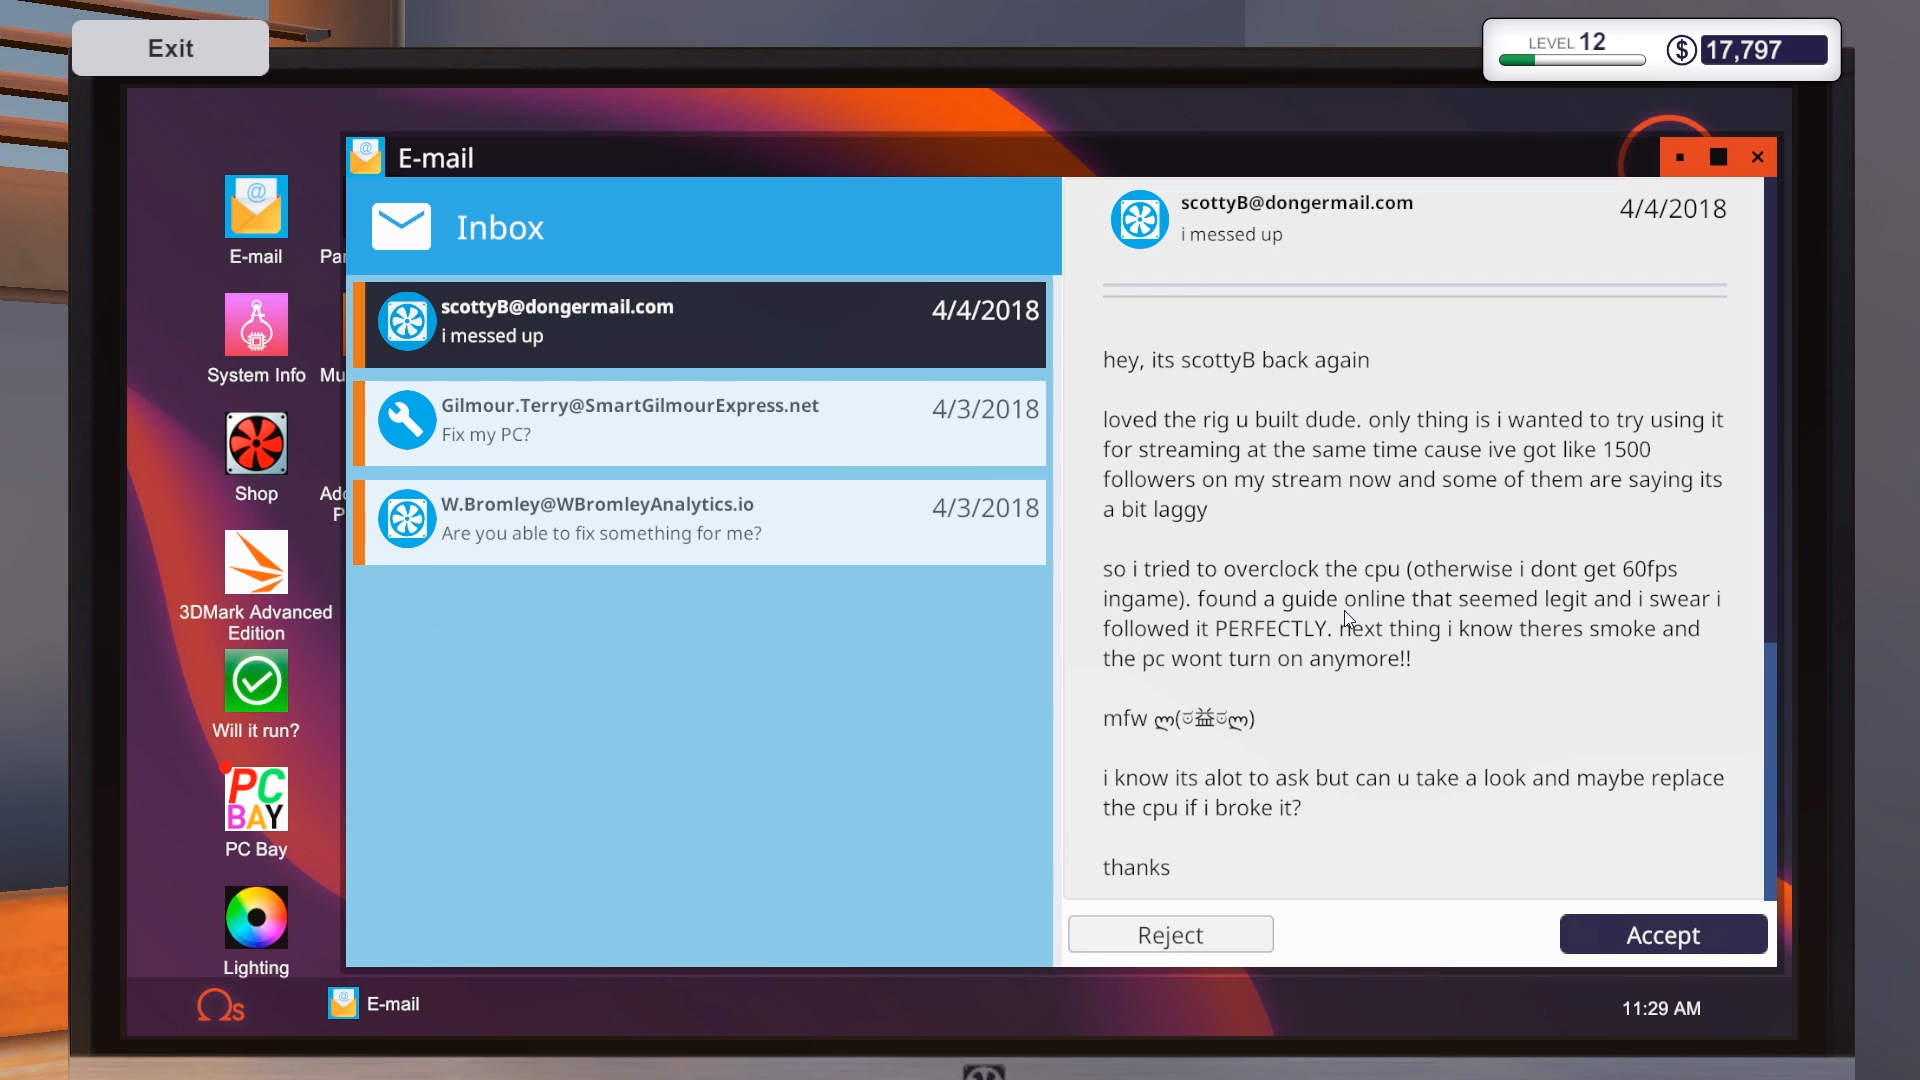 Exit
LEVEL 12
$ 17,797
E-mail
Inbox
scottyB@dongermail.com
4/4/2018
i messed up
Gilmour.Terry@SmartGilmourExpress.net
4/3/2018
Fix my PC?
W.Bromley@WBromleyAnalytics.io
4/3/2018
Are you able to fix something for me?
scottyB@dongermail.com
4/4/2018
i messed up
hey, its scottyB back again
loved the rig u built dude. only thing is i wanted to try using it
for streaming at the same time cause ive got like 1500
followers on my stream now and some of them are saying its
a bit laggy
so i tried to overclock the cpu (otherwise i dont get 60fps
ingame). found a guide online that seemed legit and i swear i
followed it PERFECTLY. next thing i know theres smoke and
the pc wont turn on anymore!!
mfw ლ(ಠ益ಠლ)
i know its alot to ask but can u take a look and maybe replace
the cpu if i broke it?
thanks
Reject
Accept
E-mail
Par
System Info
Mu
Shop
Add
P
3DMark Advanced
Edition
Will it run?
PC
BAY
PC Bay
Lighting
Ωs
E-mail
11:29 AM